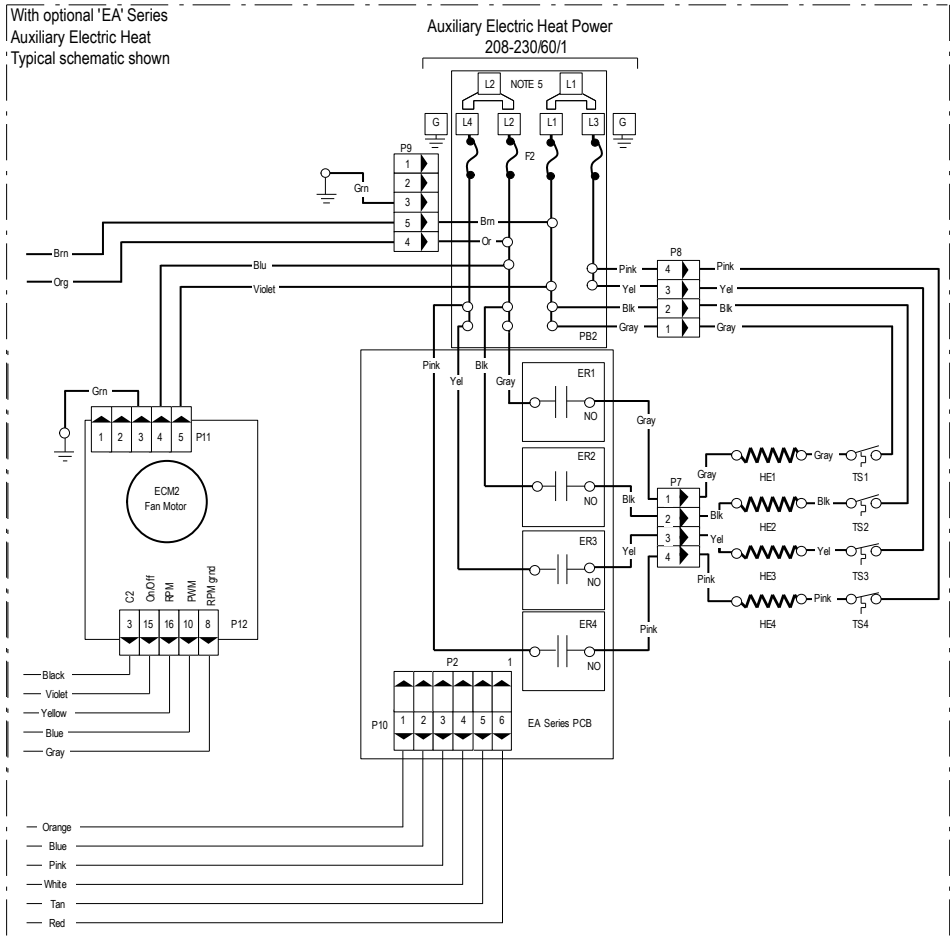 With optional 'EA' Series
Auxiliary Electric Heat
Typical schematic shown
Auxiliary Electric Heat Power
208-230/60/1
L2 NOTE 5 L1
G L4 L2 L1 L3 G
F2
P9
1
2
3
5
4
Grn
Brn
Or
Brn
Org
Blu
Violet
P8
Pink 4 Pink
Yel 3 Yel
Blk 2 Blk
Gray 1 Gray
PB2
Pink
Yel
Blk
Gray
ER1
NO
Gray
ER2
NO
Blk
ER3
NO
Yel
ER4
NO
Pink
Grn
1 2 3 4 5 P11
ECM2
Fan Motor
C2
On/Off
RPM
PWM
RPM grnd
3 15 16 10 8 P12
Black
Violet
Yellow
Blue
Gray
P7
1
2
3
4
Gray
Blk
Yel
Pink
Gray
HE1 TS1
Blk
HE2 TS2
Yel
HE3 TS3
Pink
HE4 TS4
P2 1
P10 1 2 3 4 5 6
EA Series PCB
Orange
Blue
Pink
White
Tan
Red